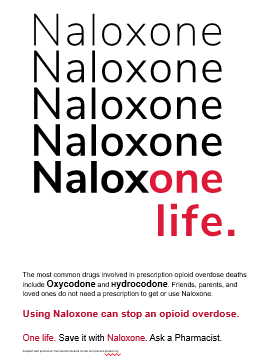 Naloxone
Naloxone
Naloxone
Naloxone
Naloxone
life.
The most common drugs involved in prescription opioid overdose deaths
include Oxycodone and Hydrocodone. Friends, parents, and
loved ones do not need a prescription to get or use Naloxone.
Using Naloxone can stop an opioid overdose.
One life. Save it with Naloxone. Ask a Pharmacist.